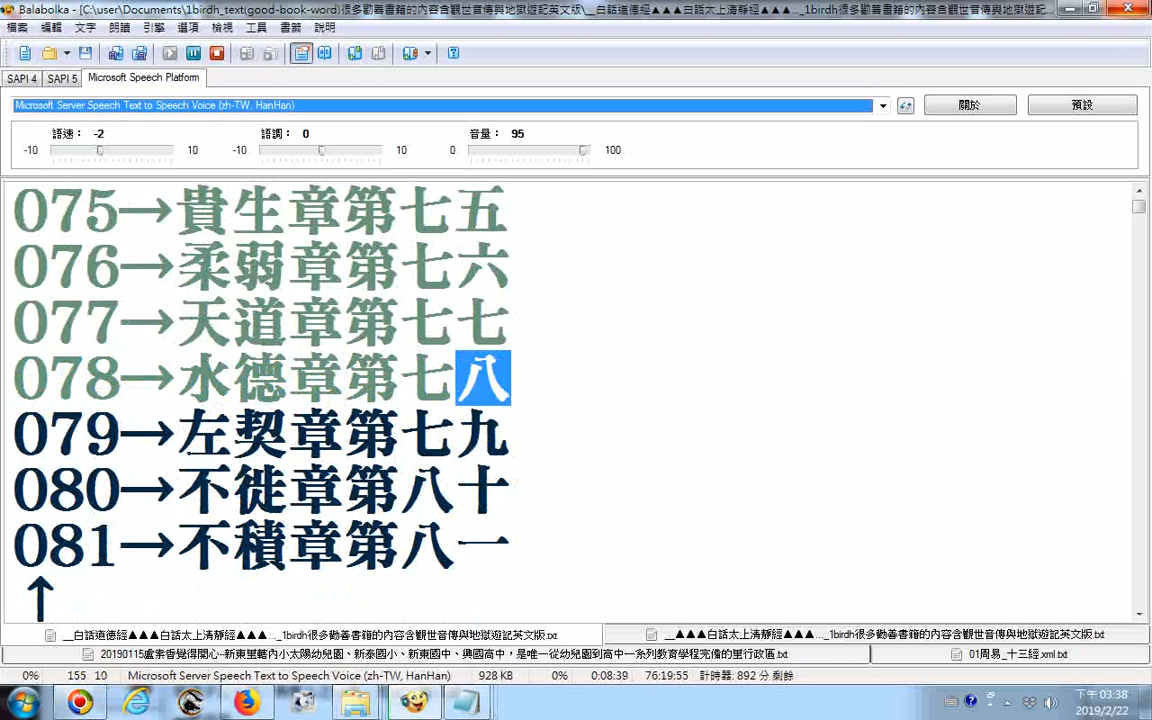 Balabolka - [C:\user\Documents\1birdh_text(good-book-word)很多勸善書籍的內容含觀世音傳與地獄遊記英文版\__白話道德經▲▲▲白話太上清靜經▲▲▲..._1birdh很多勸善書籍的內容含觀世音傳與地獄遊記...
檔案 編輯 文字 朗讀 引擎 選項 檢視 工具 書籤 說明
SAPI 4 SAPI 5 Microsoft Speech Platform
Microsoft Server Speech Text to Speech Voice (zh-TW, HanHan) 關於 預設
語速： -2 語調： 0 音量： 95
-10 10 -10 10 0 100
075→貴生章第七五
076→柔弱章第七六
077→天道章第七七
078→水德章第七八
079→左契章第七九
080→不徙章第八十
081→不積章第八一
↑
__白話道德經▲▲▲白話太上清靜經▲▲▲..._1birdh很多勸善書籍的內容含觀世音傳與地獄遊記英文版.txt __▲▲▲白話太上清靜經▲▲▲..._1birdh很多勸善書籍的內容含觀世音傳與地獄遊記英文版.txt
20190115盧素香覺得開心--新東里轄內小太陽幼兒園、新泰國小、新東國中、興國高中，是唯一從幼兒園到高中一系列教育學程完備的里行政區.txt 01周易_十三經.xml.txt
0% 155 10 Microsoft Server Speech Text to Speech Voice (zh-TW, HanHan) 928 KB 0% 0:08:39 76:19:55 計時器: 892 分 剩餘
下午 03:38
2019/2/22